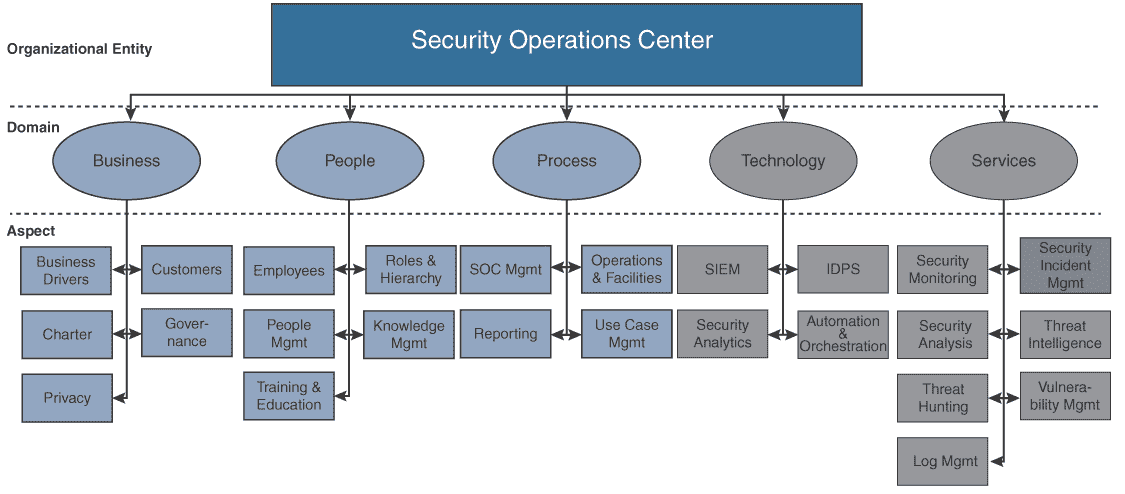 Security Operations Center
Organizational Entity
Domain
Business
People
Process
Technology
Services
Aspect
Business
Drivers
Customers
Charter
Gover-
nance
Privacy
Employees
Roles &
Hierarchy
People
Mgmt
Knowledge
Mgmt
Training &
Education
SOC Mgmt
Operations
& Facilities
Reporting
Use Case
Mgmt
SIEM
IDPS
Security
Analytics
Automation
&
Orchestration
Security
Monitoring
Security
Incident
Mgmt
Security
Analysis
Threat
Intelligence
Threat
Hunting
Vulnera-
bility Mgmt
Log Mgmt